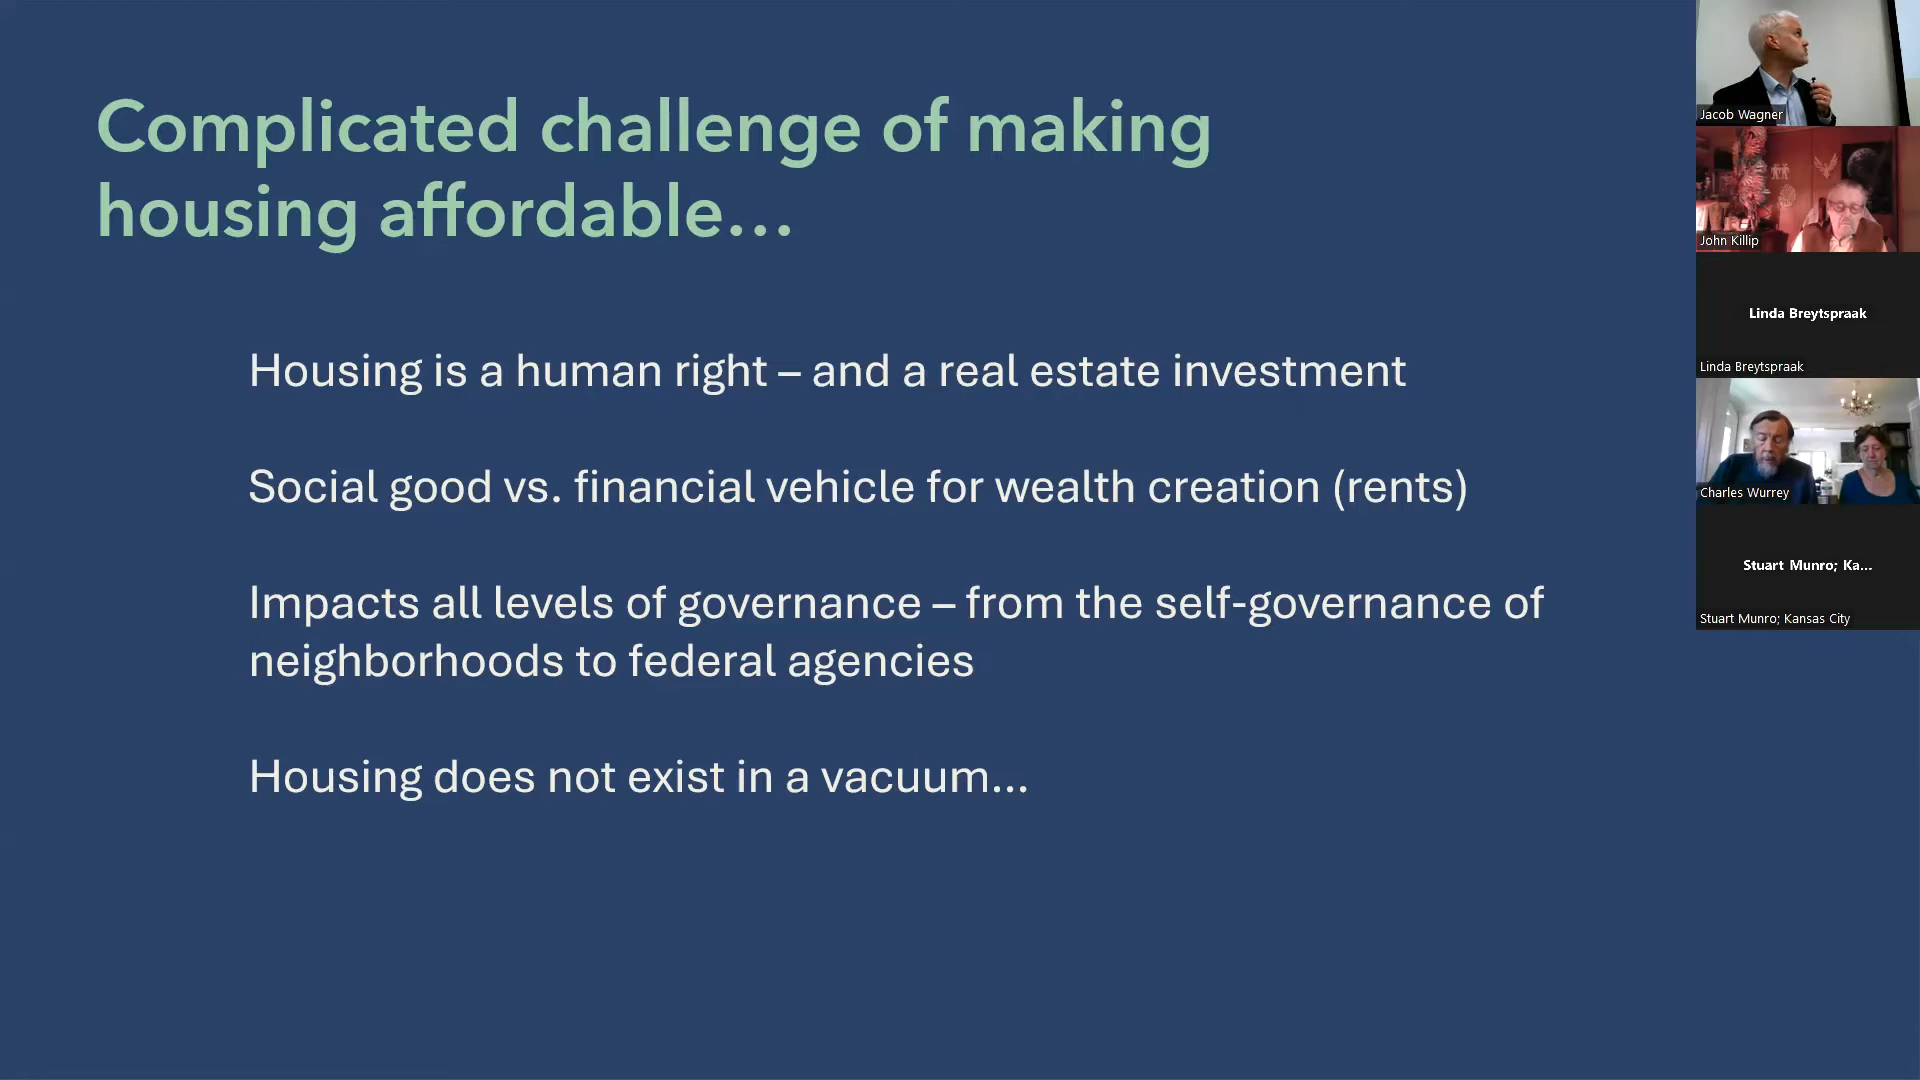 Complicated challenge of making
housing affordable...
Housing is a human right – and a real estate investment
Social good vs. financial vehicle for wealth creation (rents)
Impacts all levels of governance – from the self-governance of
neighborhoods to federal agencies
Housing does not exist in a vacuum...
Jacob Wagner
John Killip
Linda Breytspraak
Linda Breytspraak
Charles Wurrey
Stuart Munro; Ka...
Stuart Munro; Kansas City